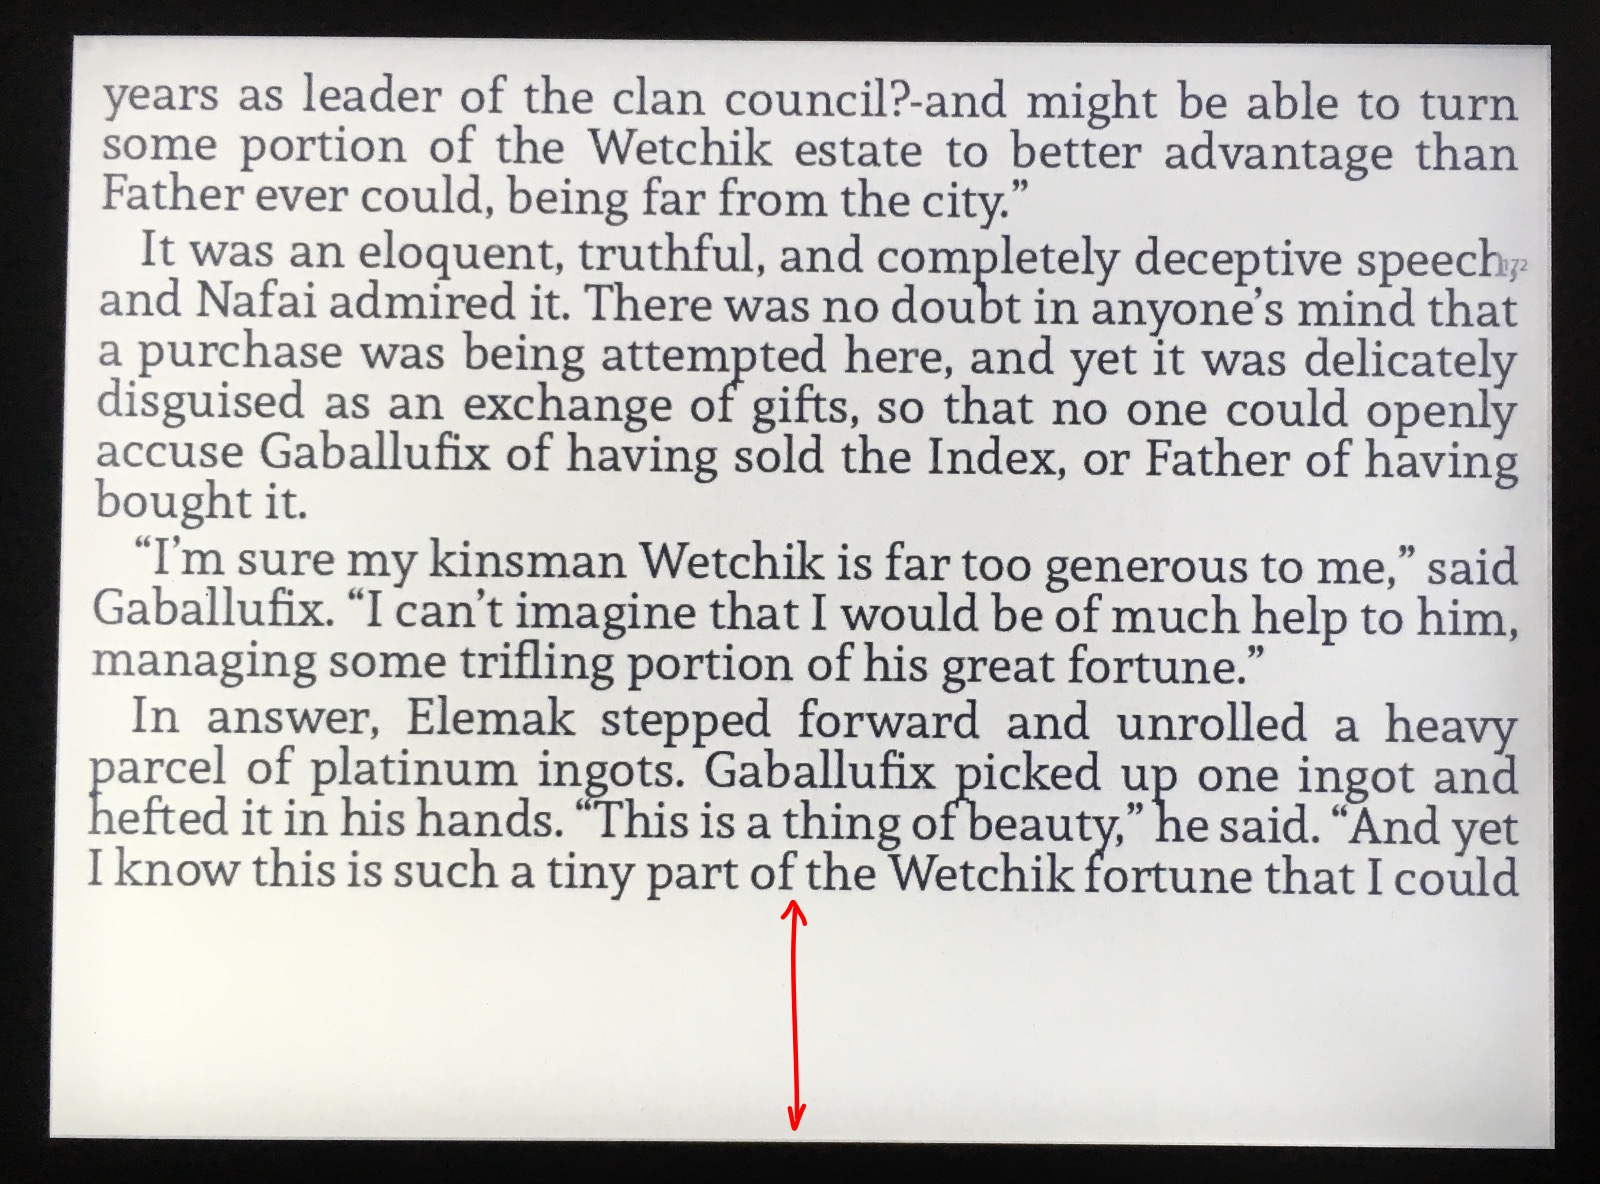 years as leader of the clan council?-and might be able to turn
some portion of the Wetchik estate to better advantage than
Father ever could, being far from the city.”
It was an eloquent, truthful, and completely deceptive speech,
172
and Nafai admired it. There was no doubt in anyone’s mind that
a purchase was being attempted here, and yet it was delicately
disguised as an exchange of gifts, so that no one could openly
accuse Gaballufix of having sold the Index, or Father of having
bought it.
“I’m sure my kinsman Wetchik is far too generous to me,” said
Gaballufix. “I can’t imagine that I would be of much help to him,
managing some trifling portion of his great fortune.”
In answer, Elemak stepped forward and unrolled a heavy
parcel of platinum ingots. Gaballufix picked up one ingot and
hefted it in his hands. “This is a thing of beauty,” he said. “And yet
I know this is such a tiny part of the Wetchik fortune that I could